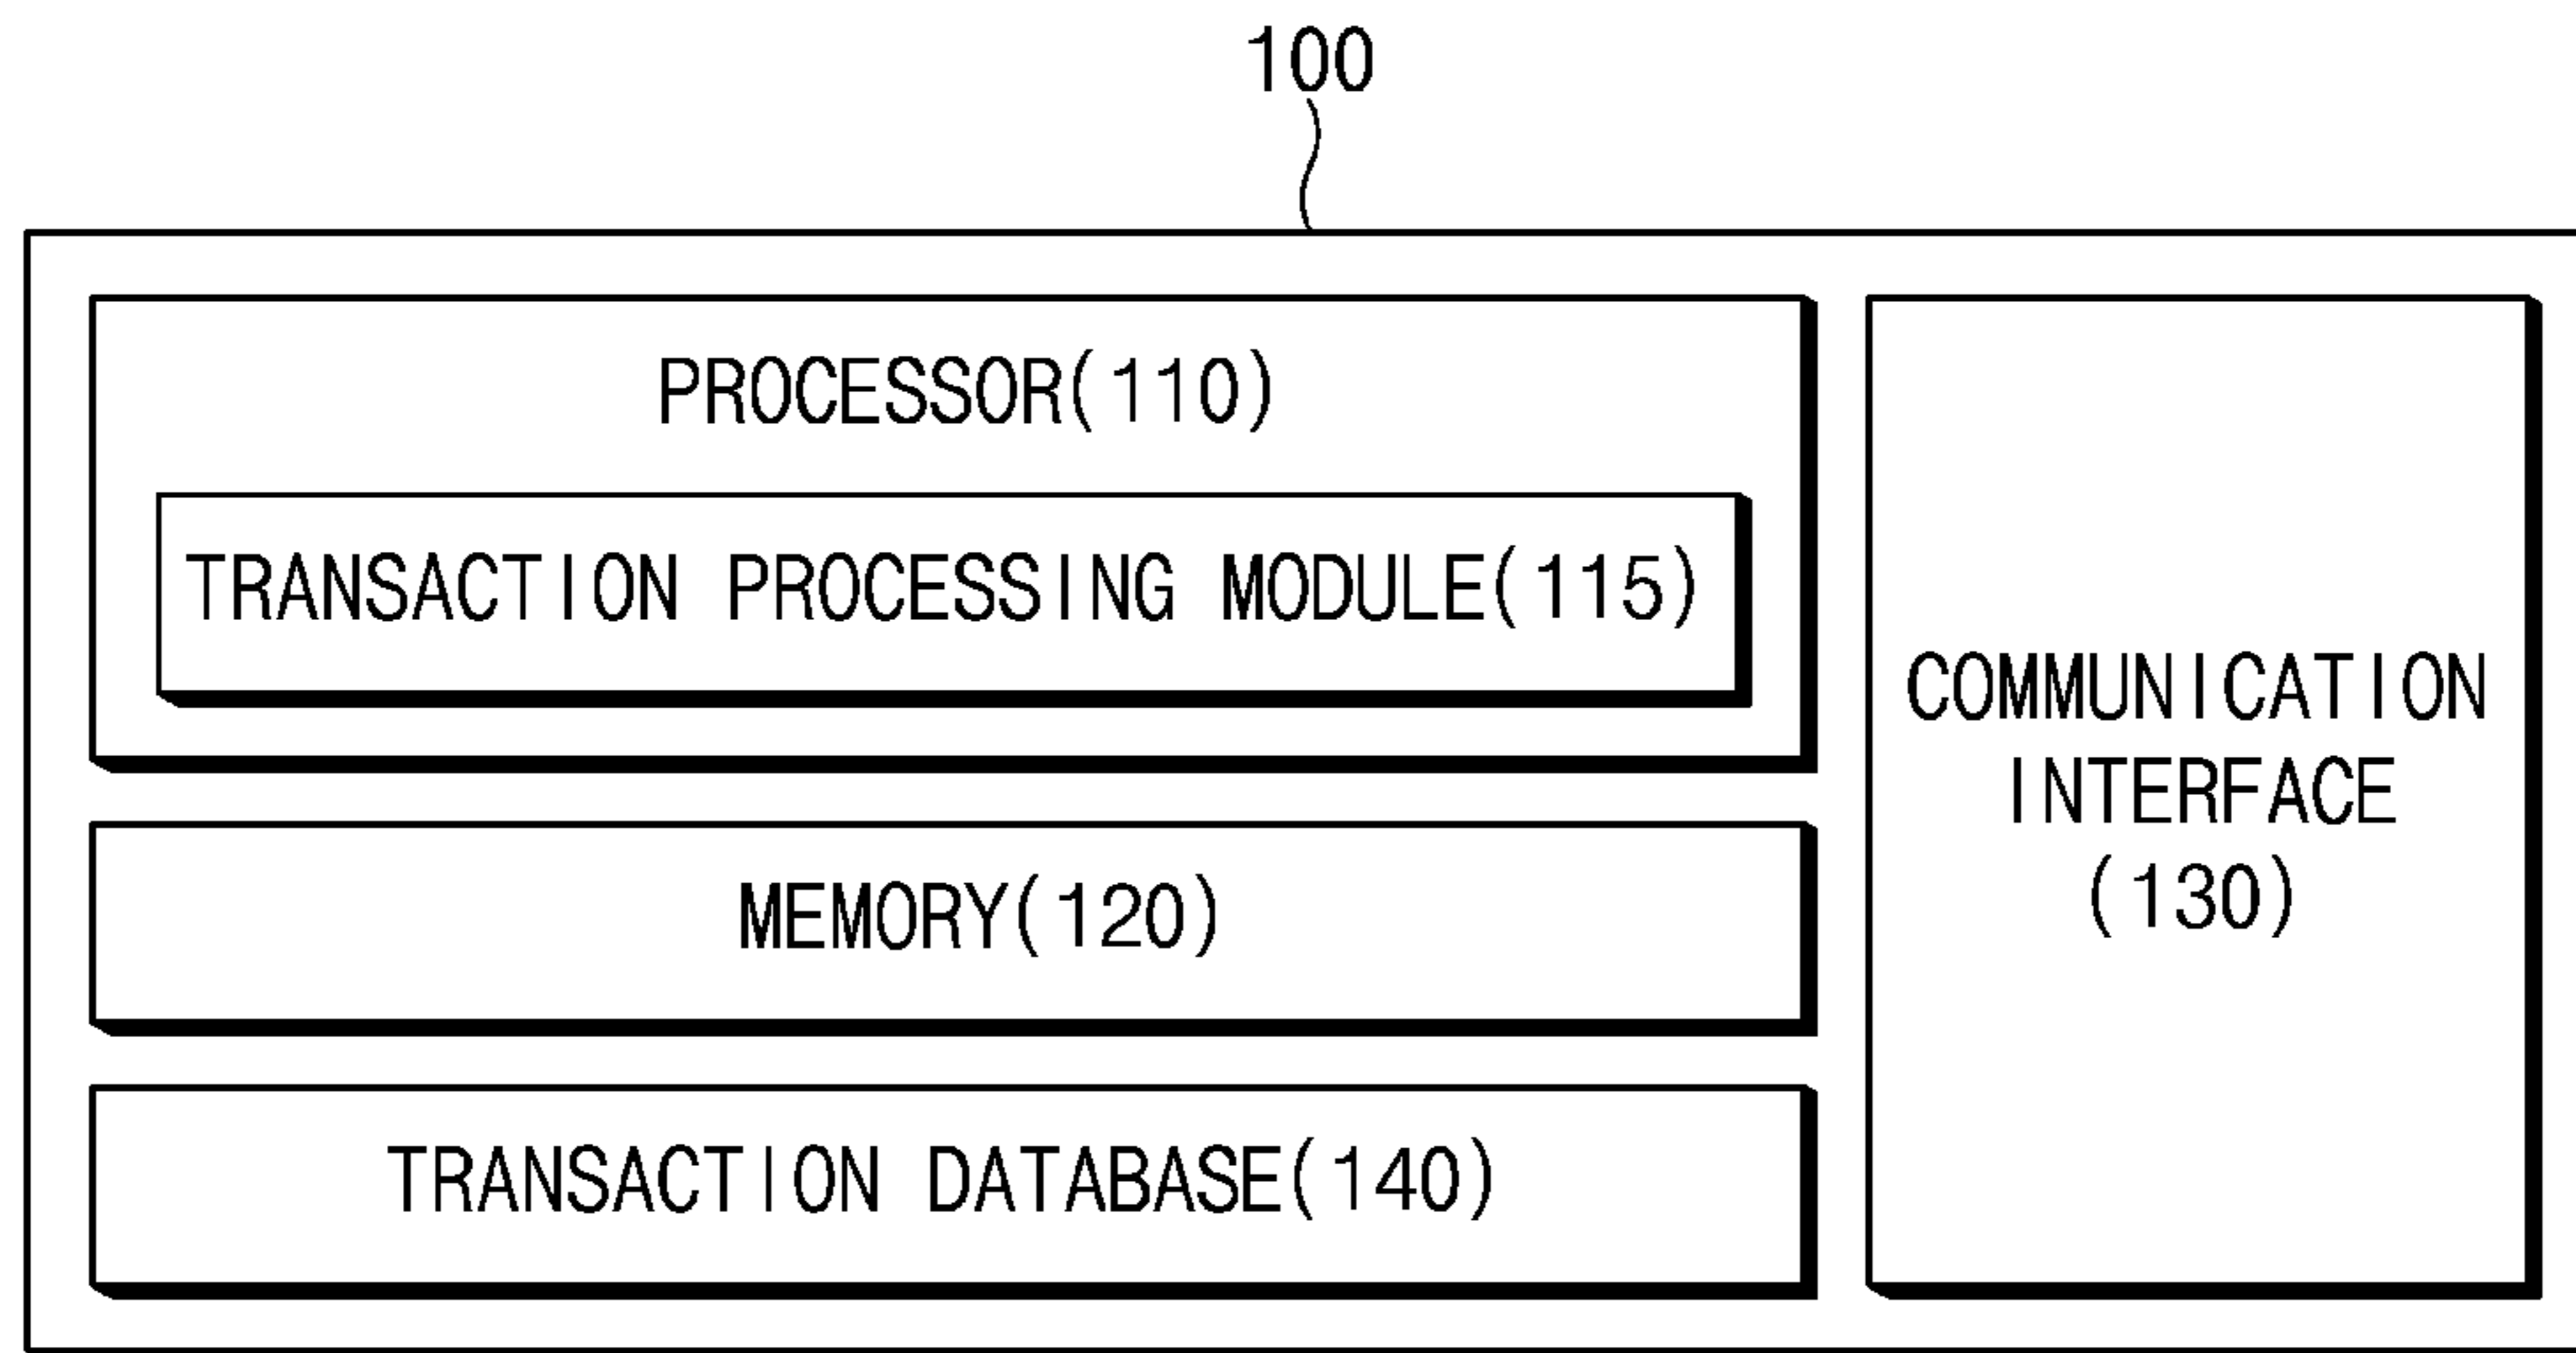 100
PROCESSOR(110)
TRANSACTION PROCESSING MODULE(115)
MEMORY(120)
TRANSACTION DATABASE(140)
COMMUNICATION
INTERFACE
(130)